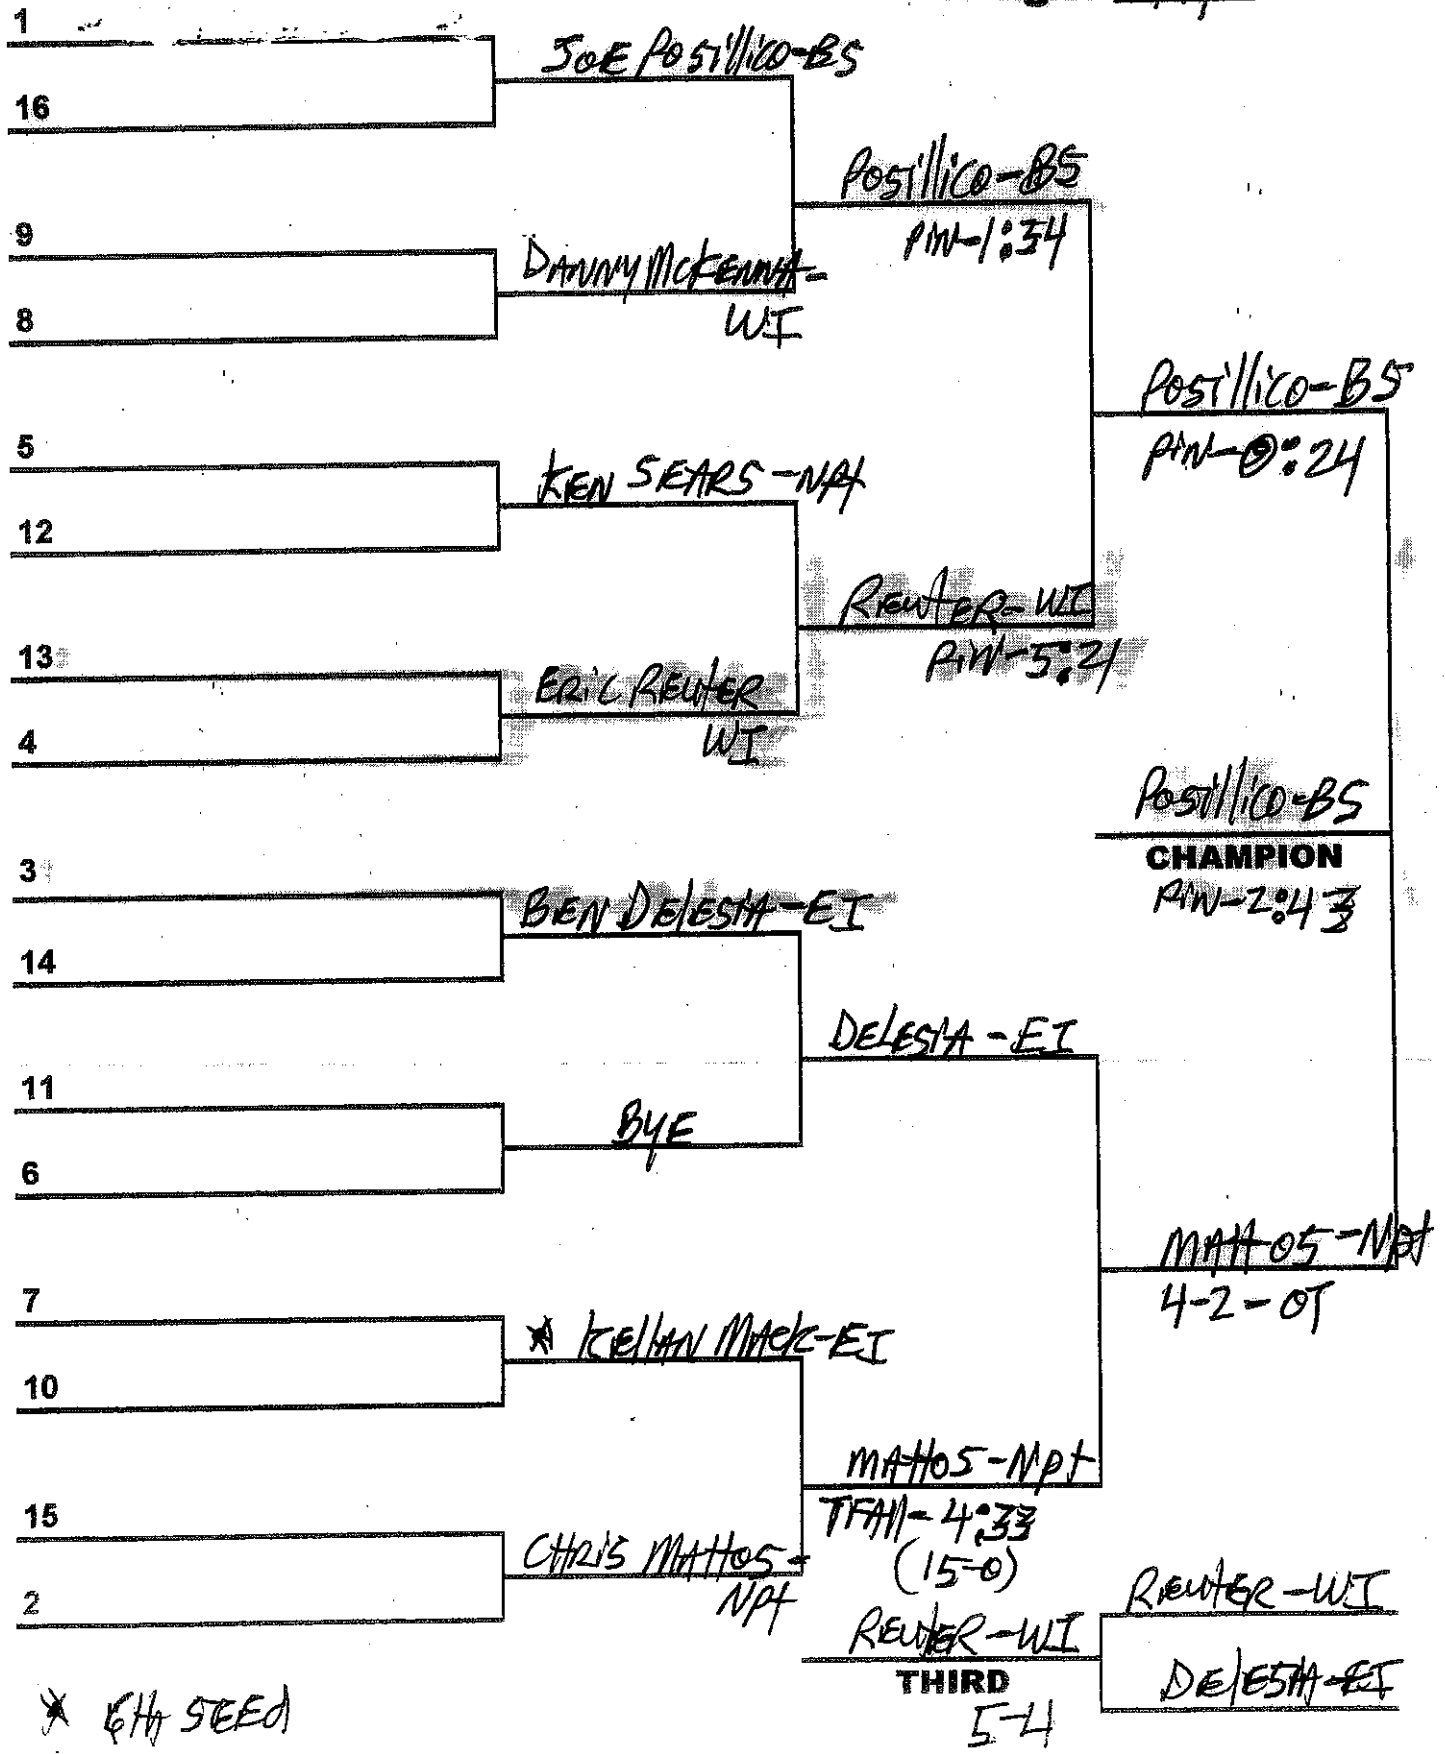 1
JOE POSillico-BS
16
POSillico-BS
PiN-1:34
9
DANNY McKENNA-
WI
8
POSillico-BS
PiN-0:24
5
KEN SEARS-NPt
12
REUtER-WI
PiN-5:21
13
ERiC REUtER
WI
4
POSillico-BS
CHAMPION
PiN-2:43
3
BEN DElESIA-EI
14
DELESIA-EI
11
BYE
6
MAttOS-Npt
4-2-OT
7
* KEllAN MACK-EI
10
MAttOS-Npt
TFAll-4:33
(15-0)
15
CHRiS MAttOS-
NPt
2
REUtER-WI
REUtER-WI
THIRD
5-4
DElESIA-EI
* 6th SEEd